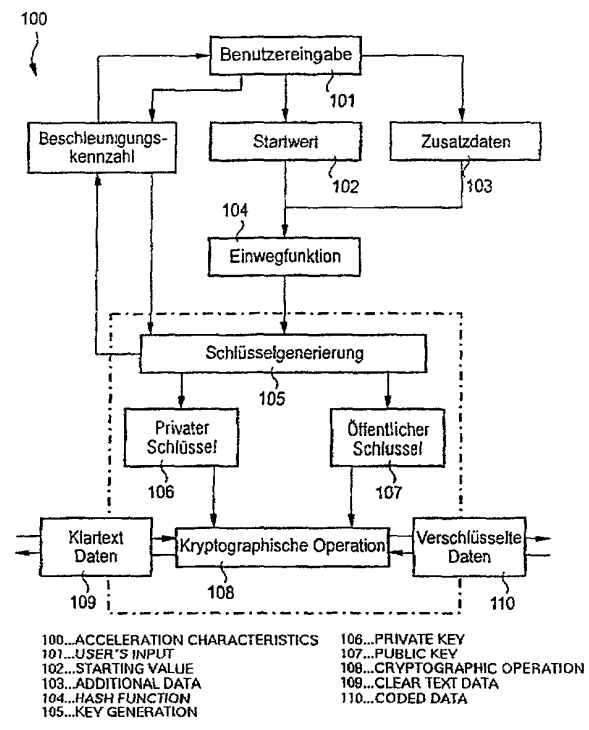 100
Benutzereingabe
101
Beschleunigungs-
kennzahl
Startwert
102
Zusatzdaten
103
104
Einwegfunktion
Schlüsselgenerierung
105
Privater
Schlüssel
106
Öffentlicher
Schlussel
107
Klartext
Daten
109
Kryptographische Operation
108
Verschlüsselte
Daten
110
100...ACCELERATION CHARACTERISTICS
101...USER'S INPUT
102...STARTING VALUE
103...ADDITIONAL DATA
104...HASH FUNCTION
105...KEY GENERATION
106...PRIVATE KEY
107...PUBLIC KEY
108...CRYPTOGRAPHIC OPERATION
109...CLEAR TEXT DATA
110...CODED DATA